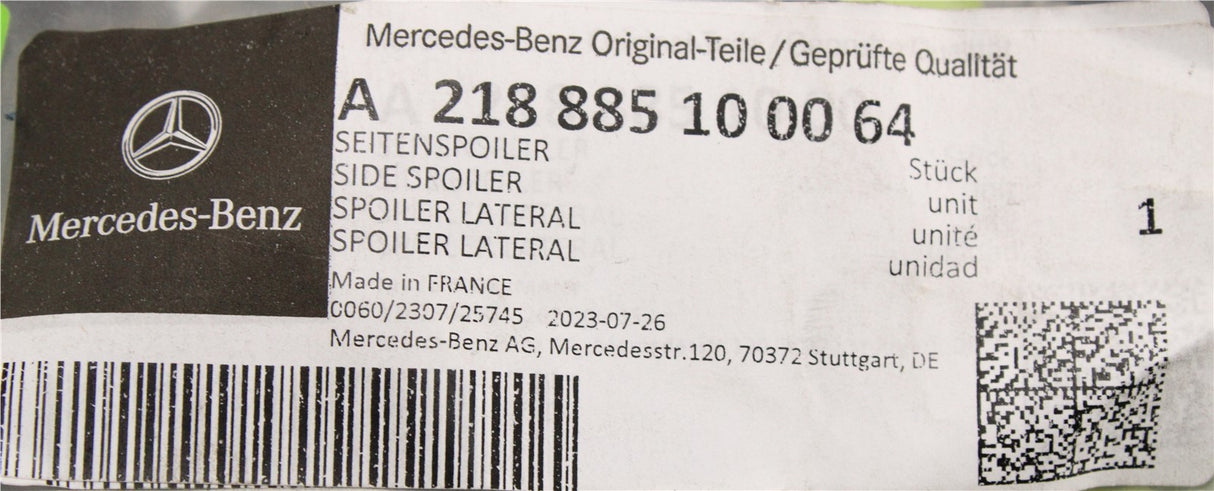 Mercedes-Benz Original-Teile/Geprüfte Qualität
A 218 885 10 00 64
SEITENSPOILER
SIDE SPOILER
SPOILER LATERAL
SPOILER LATERAL
Stück
unit
unité
unidad
1
Mercedes-Benz
Made in FRANCE
0060/2307/25745 2023-07-26
Mercedes-Benz AG, Mercedesstr.120, 70372 Stuttgart, DE